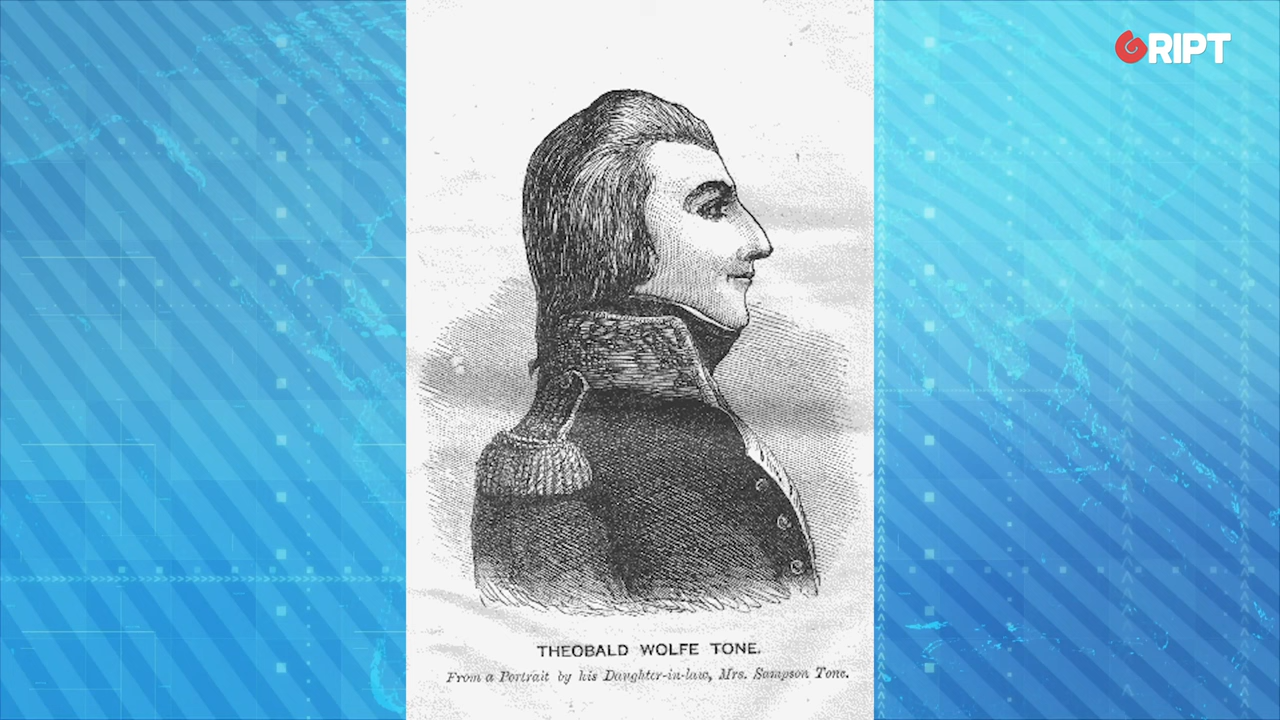 GRIPT
THEOBALD WOLFE TONE.
From a Portrait by his Daughter-in-law, Mrs. Sampson Tone.